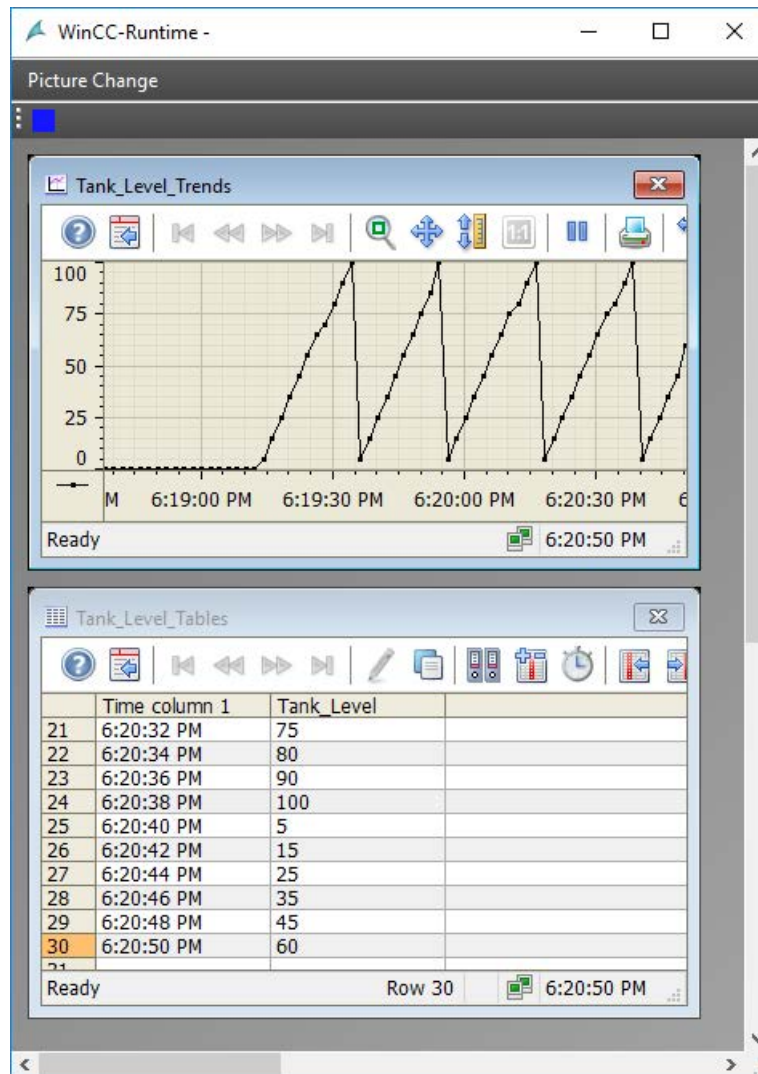 WinCC-Runtime -
Picture Change
Tank_Level_Trends
1:1
100
75
50
25
0
M 6:19:00 PM 6:19:30 PM 6:20:00 PM 6:20:30 PM 6
Ready 6:20:50 PM
Tank_Level_Tables
Time column 1 Tank_Level
21 6:20:32 PM 75
22 6:20:34 PM 80
23 6:20:36 PM 90
24 6:20:38 PM 100
25 6:20:40 PM 5
26 6:20:42 PM 15
27 6:20:44 PM 25
28 6:20:46 PM 35
29 6:20:48 PM 45
30 6:20:50 PM 60
Ready Row 30 6:20:50 PM